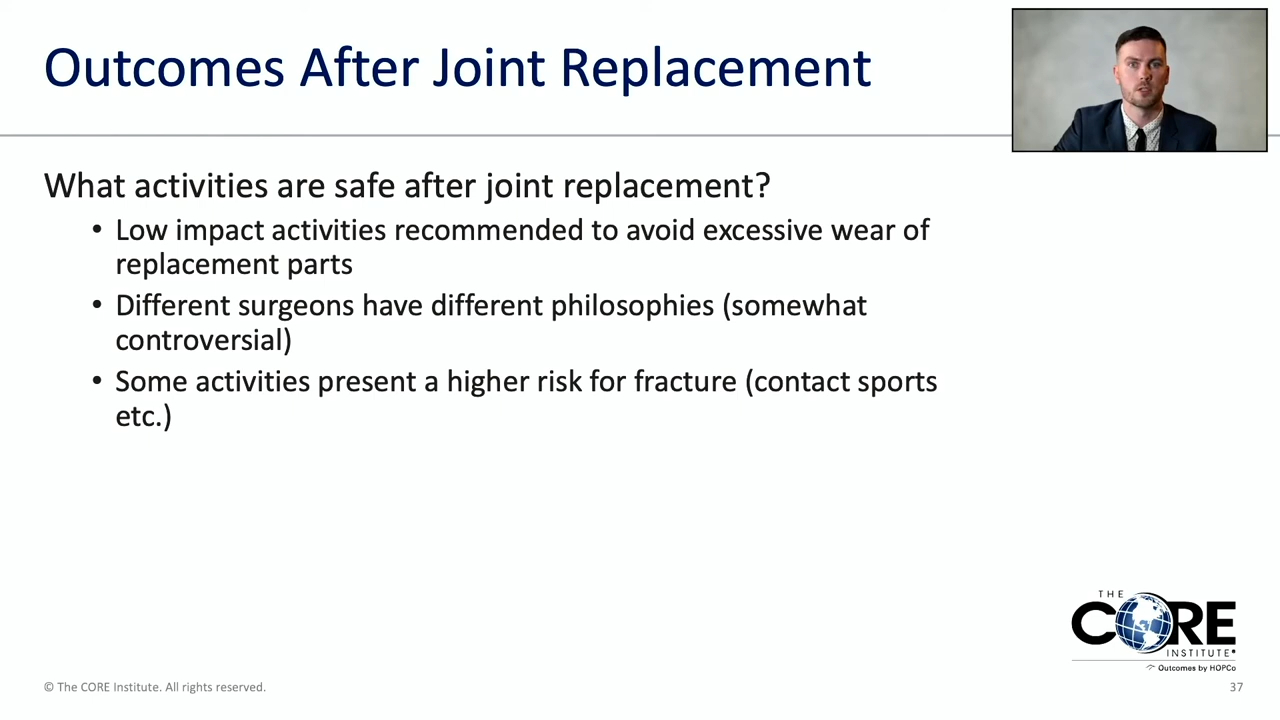 Outcomes After Joint Replacement
What activities are safe after joint replacement?
• Low impact activities recommended to avoid excessive wear of
replacement parts
• Different surgeons have different philosophies (somewhat
controversial)
• Some activities present a higher risk for fracture (contact sports
etc.)
THE
CORE
INSTITUTE
Outcomes by HOPCo
© The CORE Institute. All rights reserved.
37